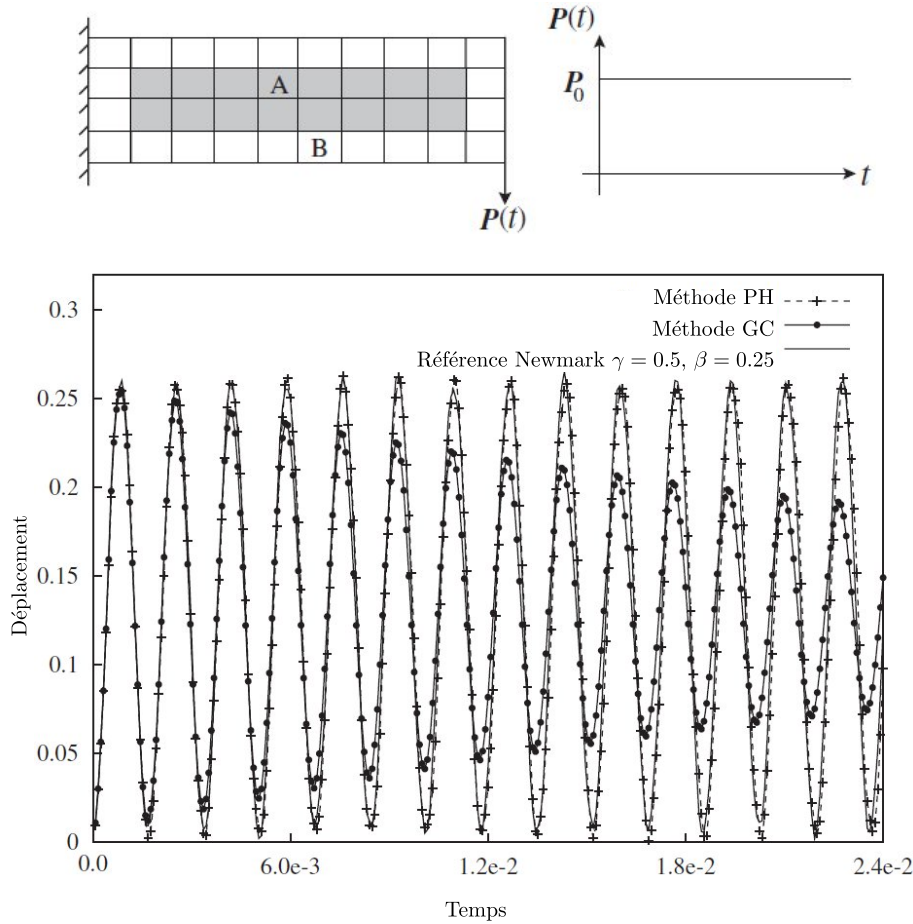 P(t)
P0
A
B
t
P(t)
Méthode PH
Méthode GC
Référence Newmark γ = 0.5, β = 0.25
0.3
0.25
0.2
0.15
0.1
0.05
0
Déplacement
0.0
6.0e-3
1.2e-2
1.8e-2
2.4e-2
Temps